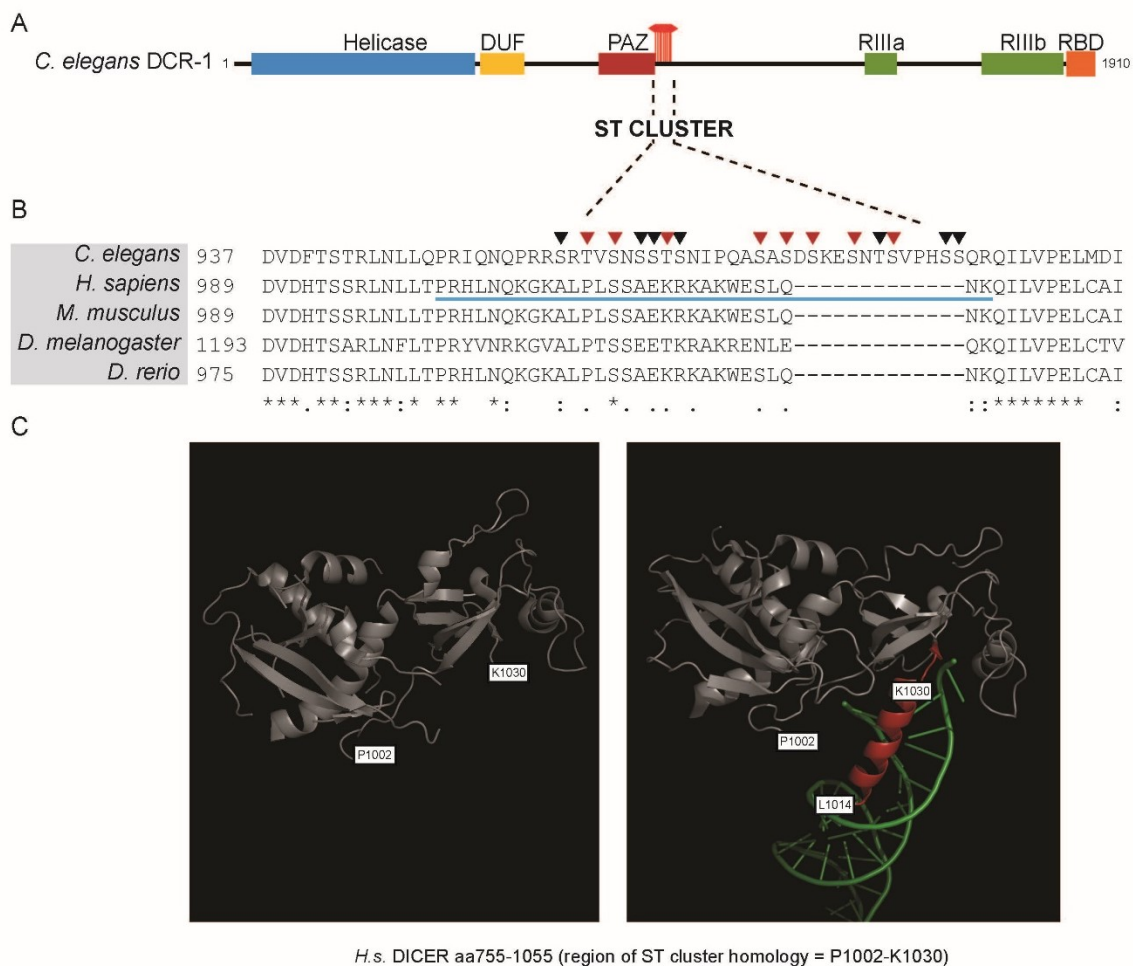 A
Helicase DUF PAZ RIIIa RIIIb RBD
C. elegans DCR-1 1 1910
ST CLUSTER
B
C. elegans 937 DVDFTSTRLNLLQPRIQNQPRRSRTVSNSSTSNIPQASASDSKESNTSVPHSSQRQILVPELMDI
H. sapiens 989 DVDHTSSRLNLLTPRHLNQKGKALPLSSAEKRKAKWESLQ-------------NKQILVPELCAI
M. musculus 989 DVDHTSSRLNLLTPRHLNQKGKALPLSSAEKRKAKWESLQ-------------NKQILVPELCAI
D. melanogaster 1193 DVDHTSARLNFLTPRYVNRKGVALPTSSEETKRAKRENLE-------------QKQILVPELCTV
D. rerio 975 DVDHTSSRLNLLTPRHLNQKGKALPLSSAEKRKAKWESLQ-------------NKQILVPELCAI
***.**:***:* ** *: : . *. .. . . . :: ******* :
C
K1030
P1002
K1030
P1002
L1014
H.s. DICER aa755-1055 (region of ST cluster homology = P1002-K1030)